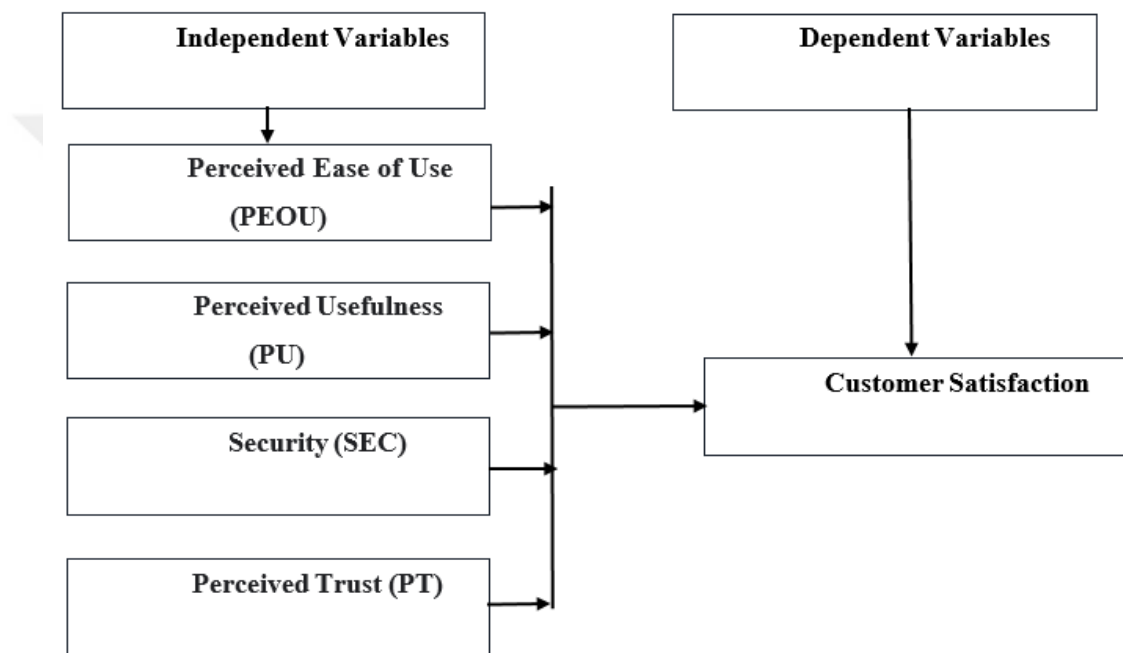 Independent Variables
Dependent Variables
Perceived Ease of Use
(PEOU)
Perceived Usefulness
(PU)
Customer Satisfaction
Security (SEC)
Perceived Trust (PT)